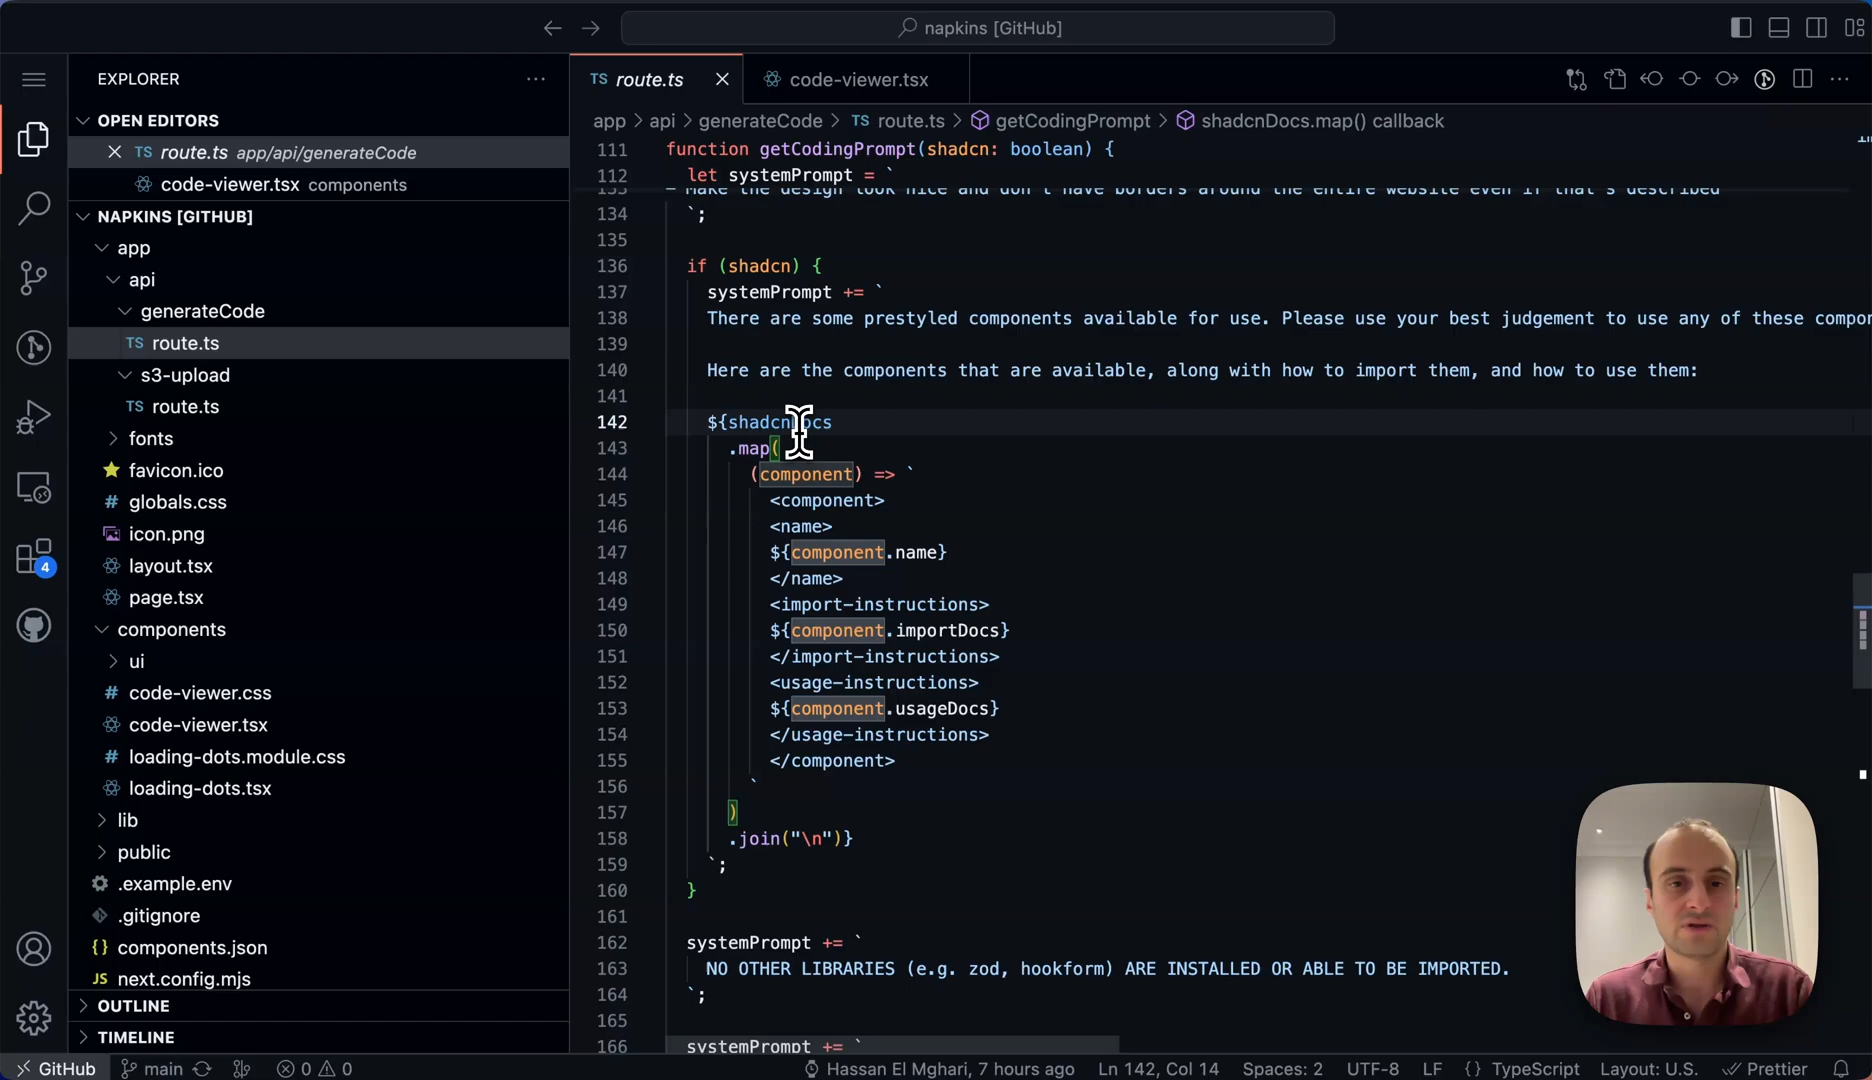 napkins [GitHub]
EXPLORER
OPEN EDITORS
TS route.ts app/api/generateCode
code-viewer.tsx components
NAPKINS [GITHUB]
app
api
generateCode
TS route.ts
s3-upload
TS route.ts
fonts
favicon.ico
# globals.css
icon.png
layout.tsx
page.tsx
components
ui
# code-viewer.css
code-viewer.tsx
# loading-dots.module.css
loading-dots.tsx
lib
public
.example.env
.gitignore
{} components.json
JS next.config.mjs
OUTLINE
TIMELINE
4
TS route.ts
code-viewer.tsx
app > api > generateCode > TS route.ts > getCodingPrompt > shadcnDocs.map() callback
111 function getCodingPrompt(shadcn: boolean) {
112 let systemPrompt = `
133 - Make the design look nice and don't have borders around the entire website even if that's described
134 `;
135
136 if (shadcn) {
137 systemPrompt += `
138 There are some prestyled components available for use. Please use your best judgement to use any of these compon
139
140 Here are the components that are available, along with how to import them, and how to use them:
141
142 ${shadcnDocs
143 .map(
144 (component) => `
145 <component>
146 <name>
147 ${component.name}
148 </name>
149 <import-instructions>
150 ${component.importDocs}
151 </import-instructions>
152 <usage-instructions>
153 ${component.usageDocs}
154 </usage-instructions>
155 </component>
156 `
157 )
158 .join("\n")}
159 `;
160 }
161
162 systemPrompt += `
163 NO OTHER LIBRARIES (e.g. zod, hookform) ARE INSTALLED OR ABLE TO BE IMPORTED.
164 `;
165
166 systemPrompt += `
GitHub main 0 0 Hassan El Mghari, 7 hours ago Ln 142, Col 14 Spaces: 2 UTF-8 LF {} TypeScript Layout: U.S. Prettier